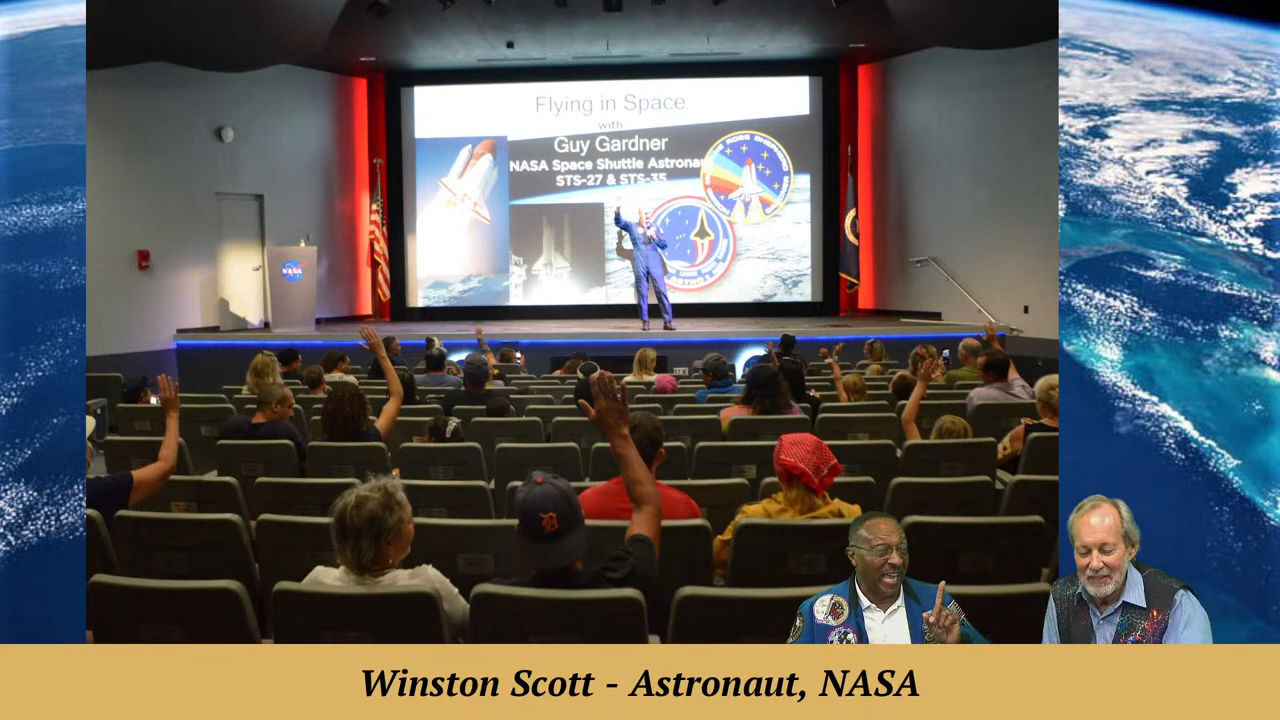 Flying in Space
with
Guy Gardner
NASA Space Shuttle Astronau
STS-27 & STS-35
NASA
Winston Scott - Astronaut, NASA